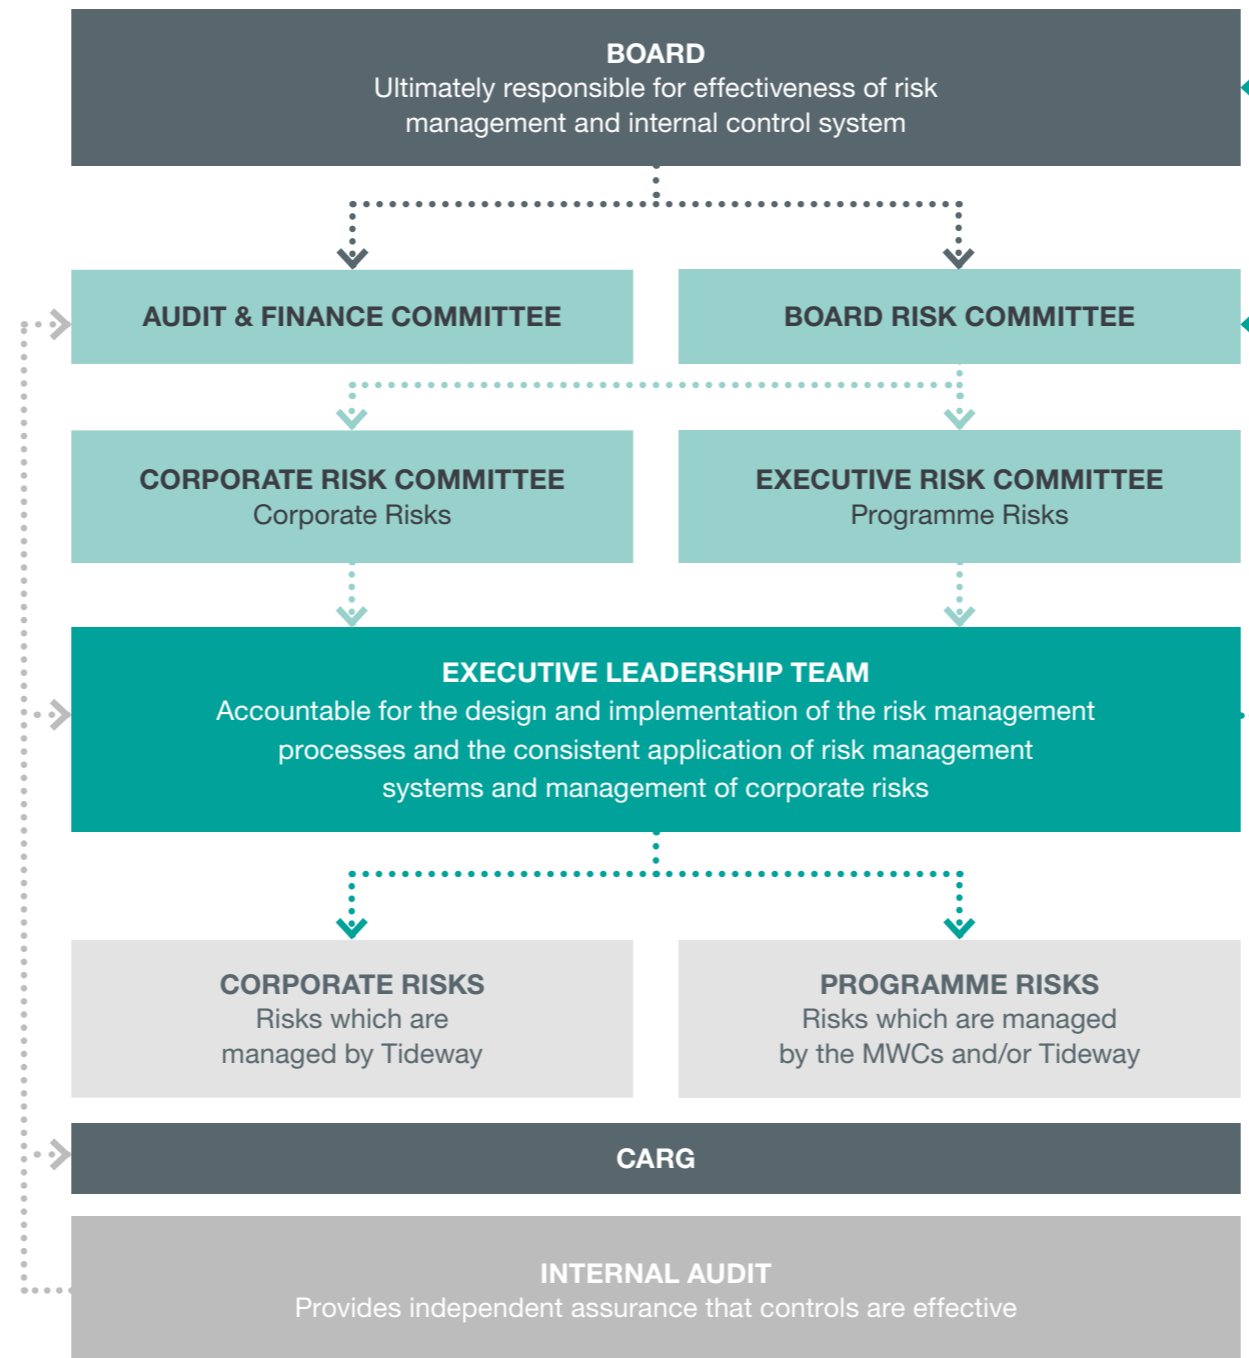 BOARD
Ultimately responsible for effectiveness of risk
management and internal control system
AUDIT & FINANCE COMMITTEE
BOARD RISK COMMITTEE
CORPORATE RISK COMMITTEE
Corporate Risks
EXECUTIVE RISK COMMITTEE
Programme Risks
EXECUTIVE LEADERSHIP TEAM
Accountable for the design and implementation of the risk management
processes and the consistent application of risk management
systems and management of corporate risks
CORPORATE RISKS
Risks which are
managed by Tideway
PROGRAMME RISKS
Risks which are managed
by the MWCs and/or Tideway
CARG
INTERNAL AUDIT
Provides independent assurance that controls are effective